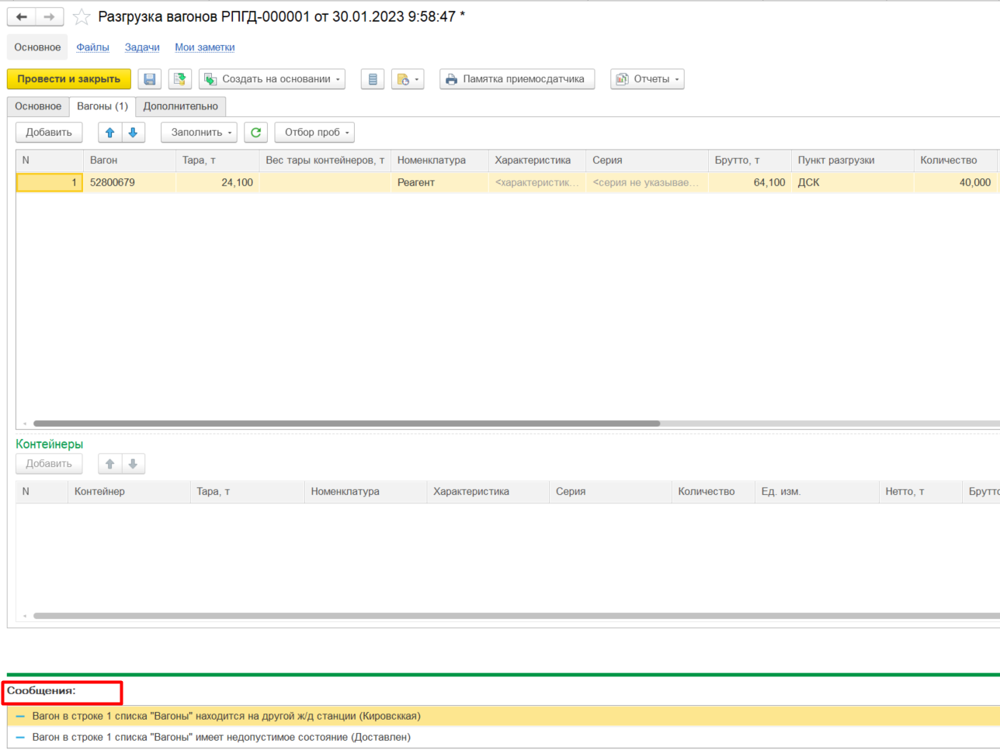 Разгрузка вагонов РПГД-000001 от 30.01.2023 9:58:47 *
Основное Файлы Задачи Мои заметки
Провести и закрыть Создать на основании Памятка приемосдатчика Отчеты
Основное Вагоны (1) Дополнительно
Добавить Заполнить Отбор проб
N Вагон Тара, т Вес тары контейнеров, т Номенклатура Характеристика Серия Брутто, т Пункт разгрузки Количество
1 52800679 24,100 Реагент <характеристик... <серия не указывае... 64,100 ДСК 40,000
Контейнеры
Добавить
N Контейнер Тара, т Номенклатура Характеристика Серия Количество Ед. изм. Нетто, т Брутто
Сообщения:
Вагон в строке 1 списка "Вагоны" находится на другой ж/д станции (Кировсккая)
Вагон в строке 1 списка "Вагоны" имеет недопустимое состояние (Доставлен)